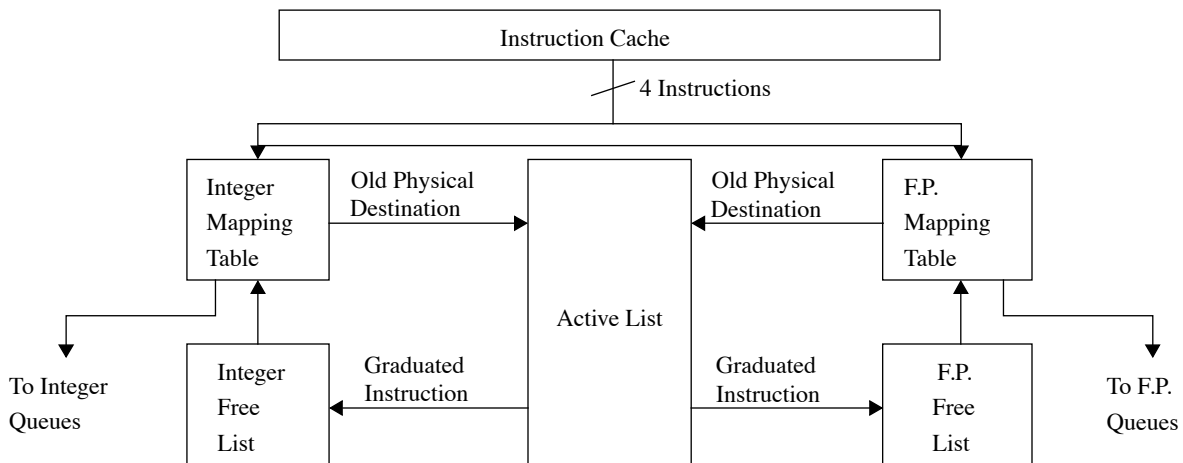 Instruction Cache
4 Instructions
Integer
Mapping
Table
Old Physical
Destination
Old Physical
Destination
F.P.
Mapping
Table
Active List
To Integer
Queues
Integer
Free
List
Graduated
Instruction
Graduated
Instruction
F.P.
Free
List
To F.P.
Queues